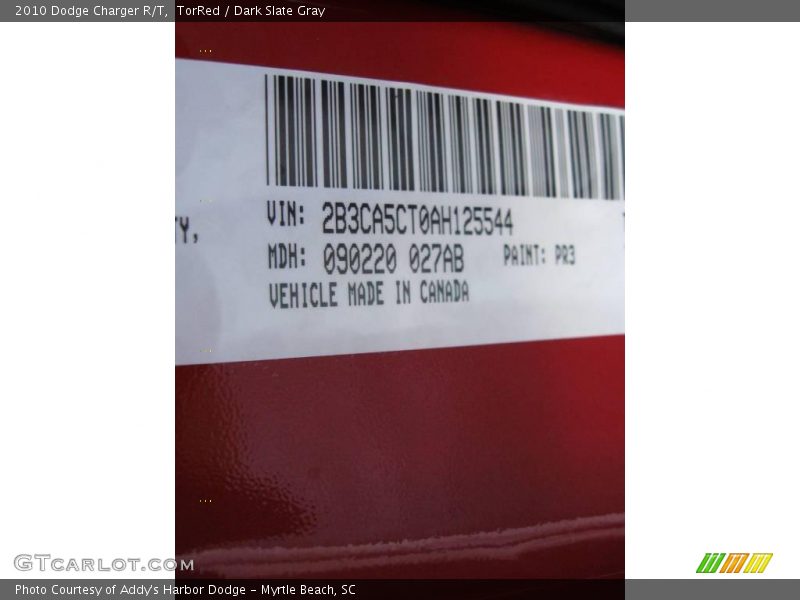 2010 Dodge Charger R/T, TorRed / Dark Slate Gray
TY,
VIN: 2B3CA5CT0AH125544
MDH: 090220 027AB PAINT: PR3
VEHICLE MADE IN CANADA
GTcarlot.com
Photo Courtesy of Addy's Harbor Dodge - Myrtle Beach, SC